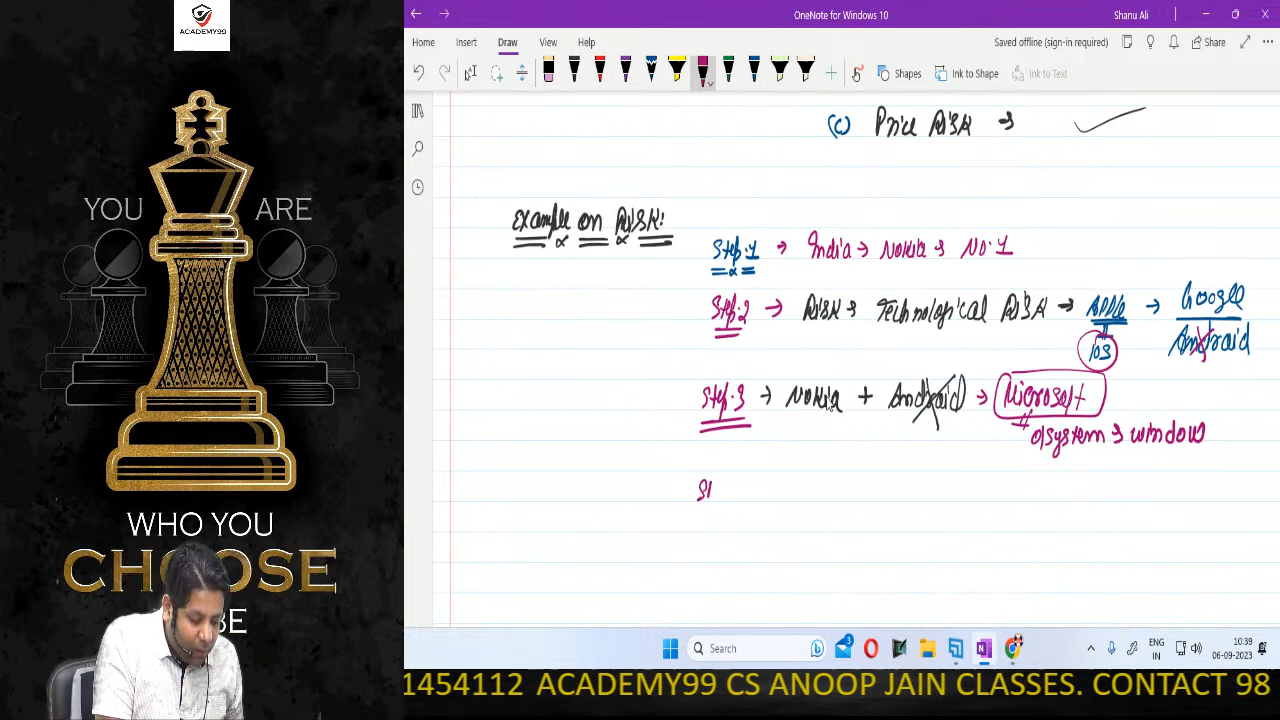 ACADEMY99
YOU ARE
WHO YOU
CHOOSE
BE
OneNote for Windows 10
Shanu Ali
Home Insert Draw View Help
Saved offline (sign-in required)
Share
Shapes
Ink to Shape
Ink to Text
(c) Price Risk →
Example on Risk:
Step-1 → India → Nokia → No.1
Step-2 → Risk → Technological Risk → Apple → Google
ios Android
Step-3 → Nokia + Android → Microsoft
o/system → window
St
Search
3
ENG
IN
10:39
06-09-2023
1454112 ACADEMY99 CS ANOOP JAIN CLASSES. CONTACT 98